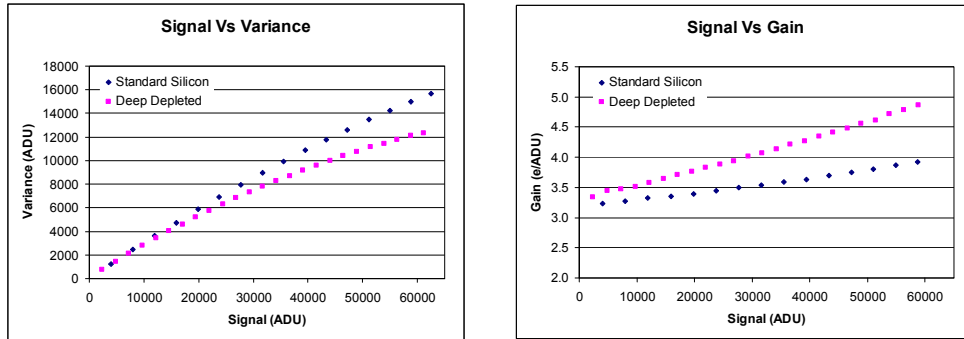 Signal Vs Variance
Variance (ADU)
18000
16000
14000
12000
10000
8000
6000
4000
2000
0
Standard Silicon
Deep Depleted
0 10000 20000 30000 40000 50000 60000
Signal (ADU)
Signal Vs Gain
Gain (e/ADU)
5.5
5.0
4.5
4.0
3.5
3.0
2.5
2.0
Standard Silicon
Deep Depleted
0 10000 20000 30000 40000 50000 60000
Signal (ADU)